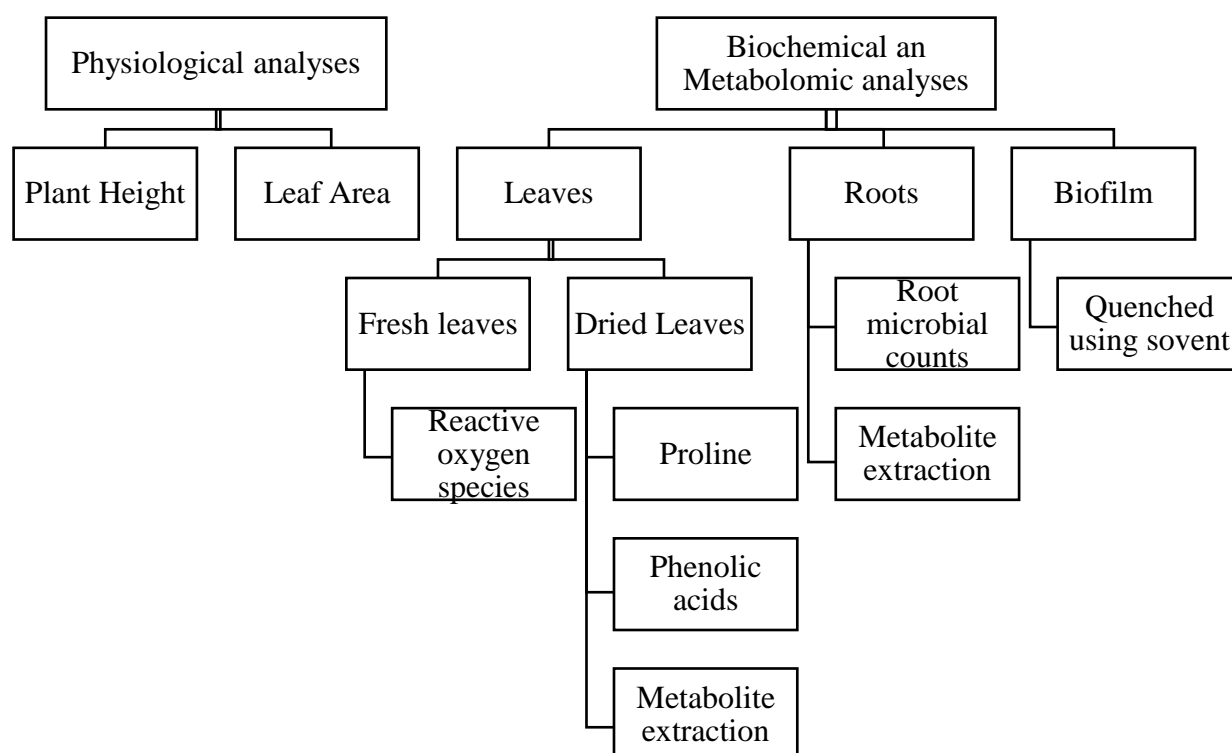 Physiological analyses
Biochemical an
Metabolomic analyses
Plant Height
Leaf Area
Leaves
Roots
Biofilm
Fresh leaves
Dried Leaves
Root
microbial
counts
Quenched
using sovent
Reactive
oxygen
species
Proline
Metabolite
extraction
Phenolic
acids
Metabolite
extraction